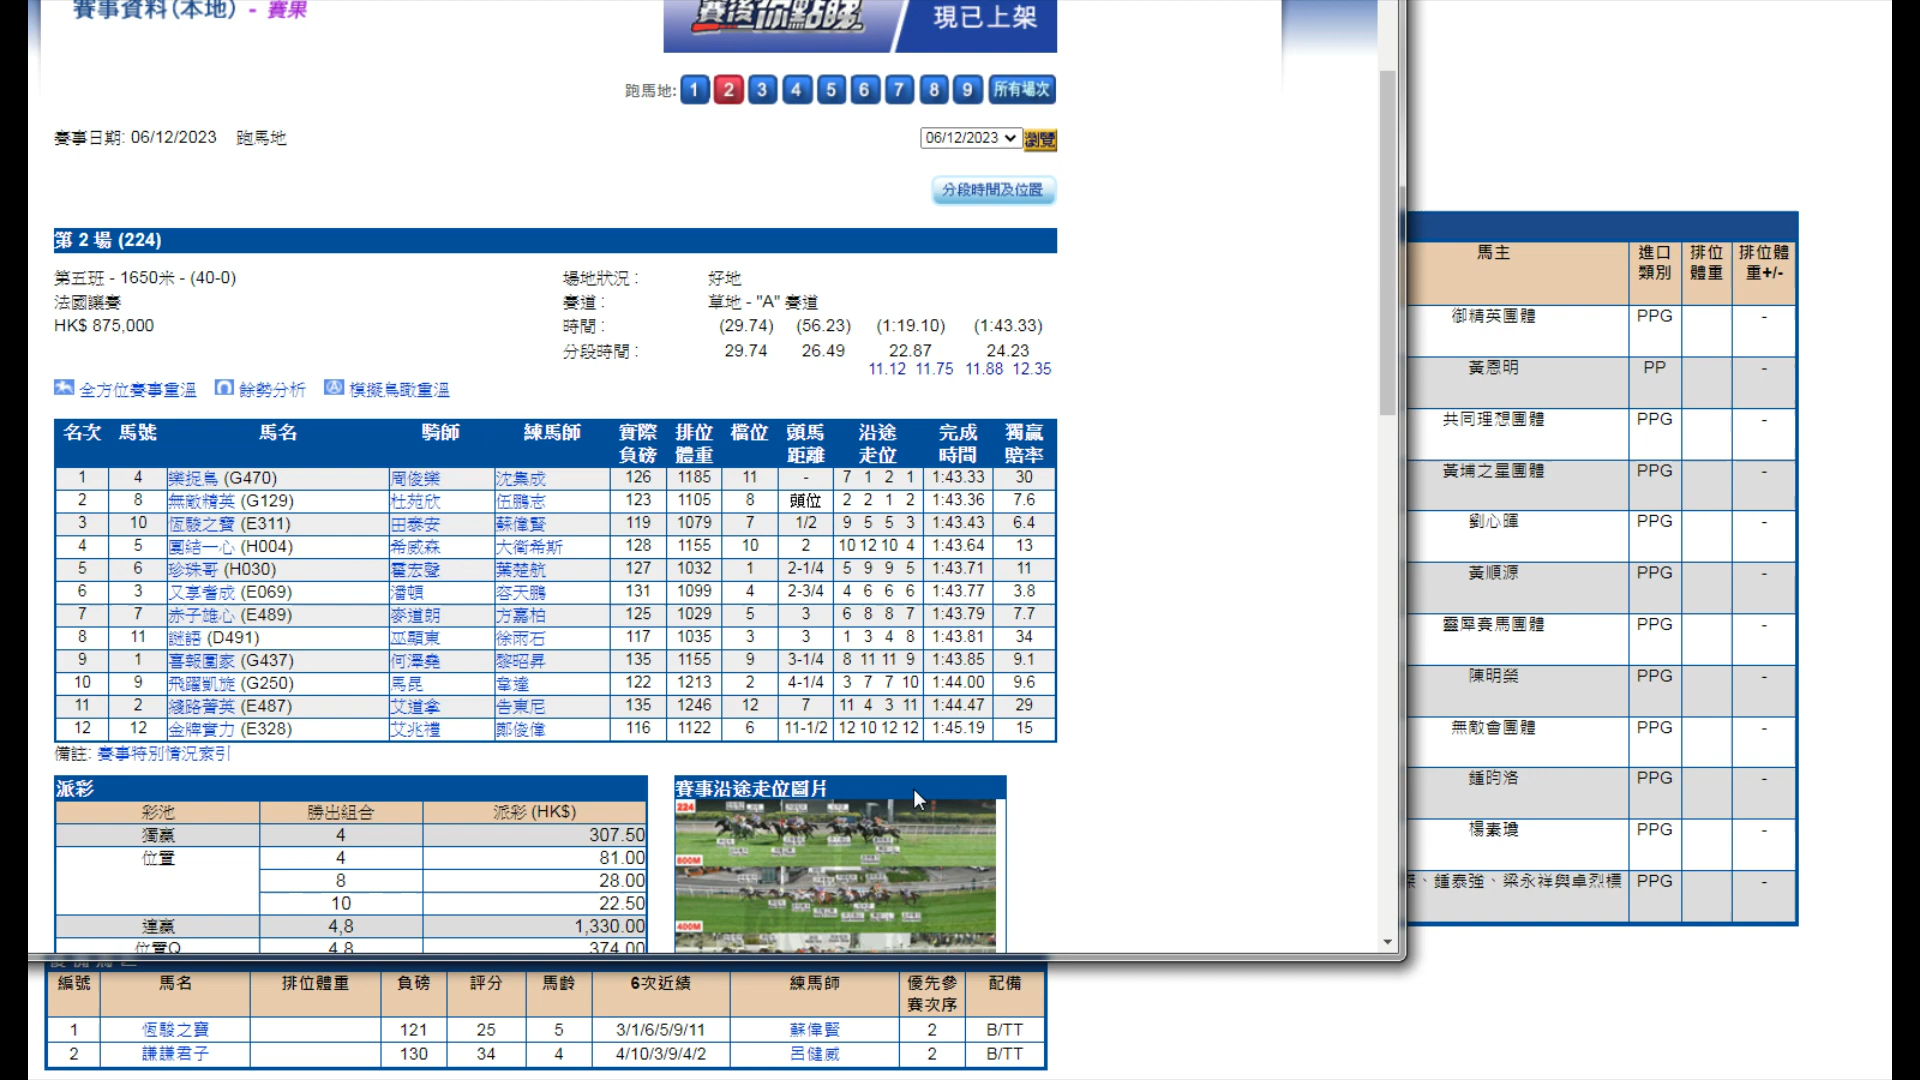 賽事資料(本地) - 賽果
賽後你點睇
現已上架
跑馬地: 1 2 3 4 5 6 7 8 9 所有場次
賽事日期: 06/12/2023 跑馬地
06/12/2023 瀏覽
分段時間及位置
第 2 場 (224)
第五班 - 1650米 - (40-0) 場地狀況 : 好地
法國讓賽 賽道 : 草地 - "A" 賽道
HK$ 875,000 時間 : (29.74) (56.23) (1:19.10) (1:43.33)
分段時間 : 29.74 26.49 22.87 24.23
11.12 11.75 11.88 12.35
全方位賽事重溫 餘勢分析 模擬鳥瞰重溫
名次 馬號 馬名 騎師 練馬師 實際負磅 排位體重 檔位 頭馬距離 沿途走位 完成時間 獨贏賠率
1 4 樂捉鳥 (G470) 周俊樂 沈集成 126 1185 11 - 7 1 2 1 1:43.33 30
2 8 無敵精英 (G129) 杜苑欣 伍鵬志 123 1105 8 頭位 2 2 1 2 1:43.36 7.6
3 10 恆駿之寶 (E311) 田泰安 蘇偉賢 119 1079 7 1/2 9 5 5 3 1:43.43 6.4
4 5 團結一心 (H004) 希威森 大衛希斯 128 1155 10 2 10 12 10 4 1:43.64 13
5 6 珍珠哥 (H030) 霍宏聲 葉楚航 127 1032 1 2-1/4 5 9 9 5 1:43.71 11
6 3 又享耆成 (E069) 潘頓 容天鵬 131 1099 4 2-3/4 4 6 6 6 1:43.77 3.8
7 7 赤子雄心 (E489) 麥道朗 方嘉柏 125 1029 5 3 6 8 8 7 1:43.79 7.7
8 11 謎語 (D491) 巫顯東 徐雨石 117 1035 3 3 1 3 4 8 1:43.81 34
9 1 喜報圍家 (G437) 何澤堯 黎昭昇 135 1155 9 3-1/4 8 11 11 9 1:43.85 9.1
10 9 飛躍凱旋 (G250) 馬昆 韋達 122 1213 2 4-1/4 3 7 7 10 1:44.00 9.6
11 2 綫路菁英 (E487) 艾道拿 告東尼 135 1246 12 7 11 4 3 11 1:44.47 29
12 12 金牌實力 (E328) 艾兆禮 鄭俊偉 116 1122 6 11-1/2 12 10 12 12 1:45.19 15
備註: 賽事特別情況索引
派彩
彩池 勝出組合 派彩 (HK$)
獨贏 4 307.50
位置 4 81.00
8 28.00
10 22.50
連贏 4,8 1,330.00
位置Q 4,8 374.00
賽事沿途走位圖片
224
800M
400M
馬主 進口類別 排位體重 排位體重+/-
御精英團體 PPG -
黃恩明 PP -
共同理想團體 PPG -
黃埔之星團體 PPG -
劉心暉 PPG -
黃順源 PPG -
靈犀賽馬團體 PPG -
陳明榮 PPG -
無敵會團體 PPG -
鍾昀洛 PPG -
楊素瓊 PPG -
、鍾泰強、梁永祥與卓烈標 PPG -
編號 馬名 排位體重 負磅 評分 馬齡 6次近績 練馬師 優先參賽次序 配備
1 恆駿之寶 121 25 5 3/1/6/5/9/11 蘇偉賢 2 B/TT
2 謙謙君子 130 34 4 4/10/3/9/4/2 呂健威 2 B/TT